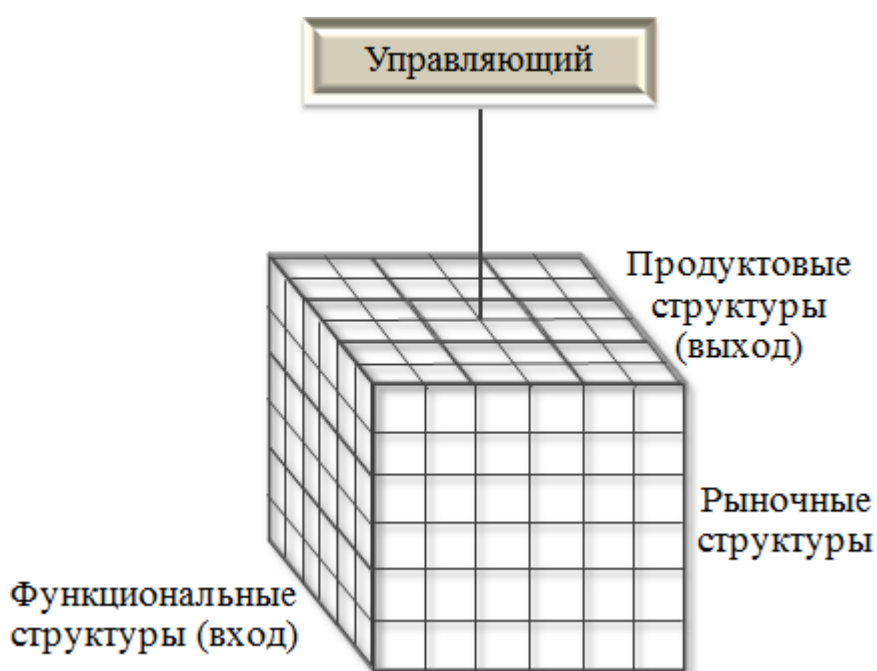 Управляющий
Продуктовые
структуры
(выход)
Рыночные
структуры
Функциональные
структуры (вход)